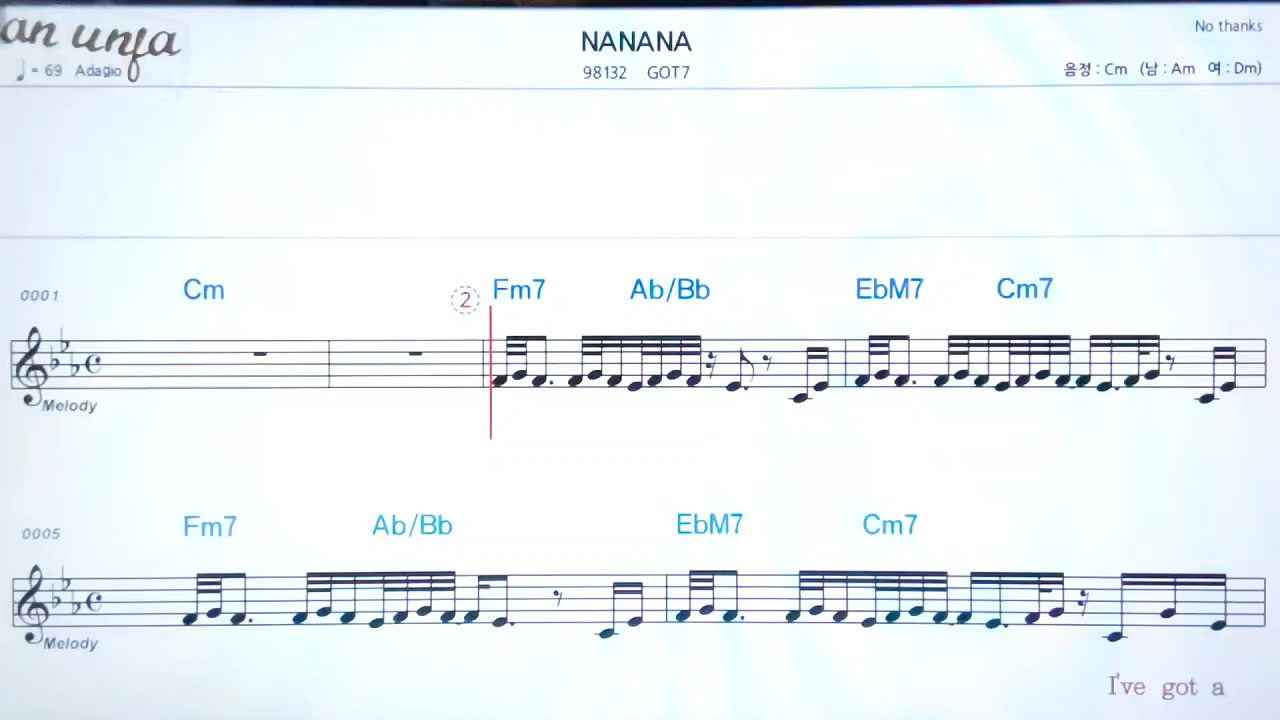 an unfa
NANANA
No thanks
♩= 69 Adagio
98132 GOT7
음정 : Cm (남 : Am 여 : Dm)
0001
Cm
2
Fm7 Ab/Bb EbM7 Cm7
Melody
0005
Fm7 Ab/Bb EbM7 Cm7
Melody
I've got a